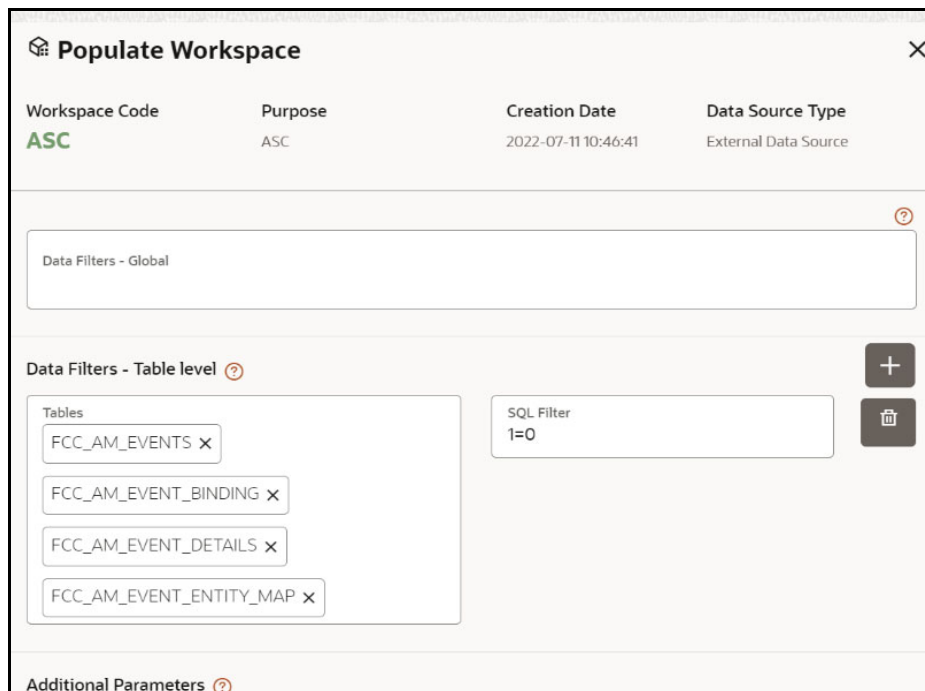 Populate Workspace
Workspace Code Purpose Creation Date Data Source Type
ASC ASC 2022-07-11 10:46:41 External Data Source
Data Filters - Global
Data Filters - Table level
Tables SQL Filter
FCC_AM_EVENTS 1=0
FCC_AM_EVENT_BINDING
FCC_AM_EVENT_DETAILS
FCC_AM_EVENT_ENTITY_MAP
Additional Parameters